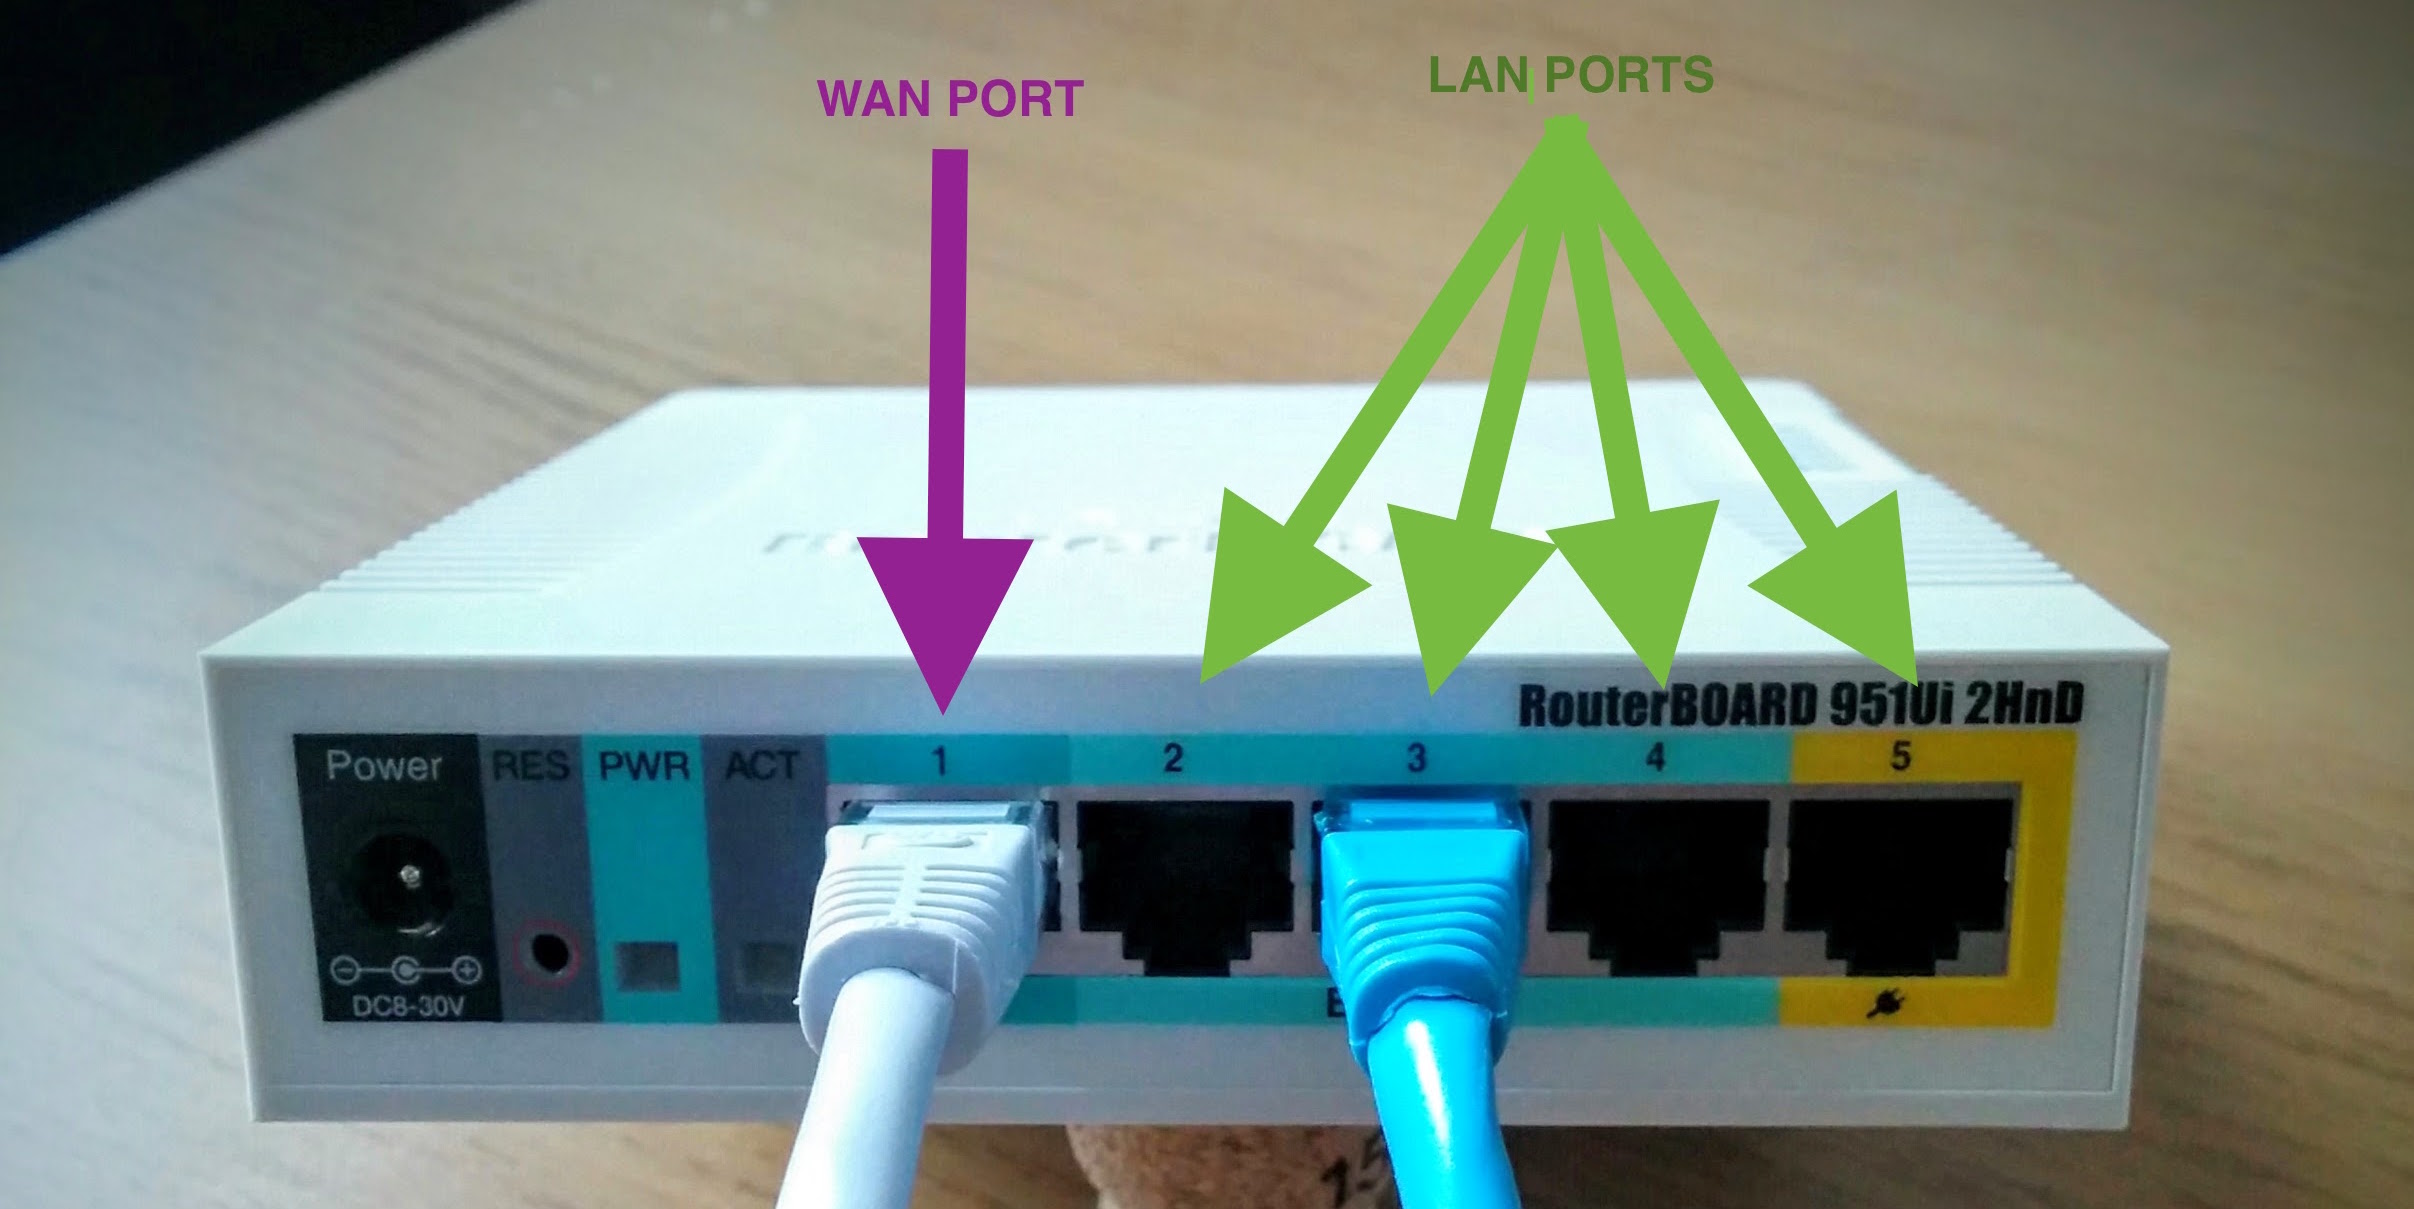 WAN PORT
LAN PORTS
RouterBOARD 951Ui 2HnD
Power
RES
PWR
ACT
1
2
3
4
5
DC8-30V